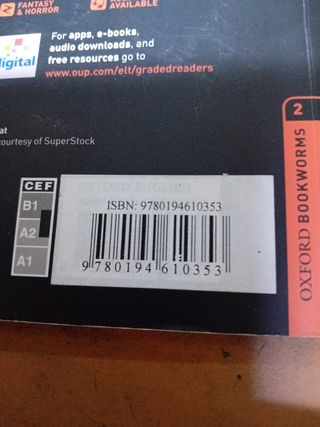 FANTASY
& HORROR
AVAILABLE
For apps, e-books,
audio downloads, and
free resources go to
www.oup.com/elt/gradedreaders
digital
at
courtesy of SuperStock
CEF
B1
A2
A1
ISBN: 9780194610353
9 780194 610353
2
OXFORD BOOKWORMS